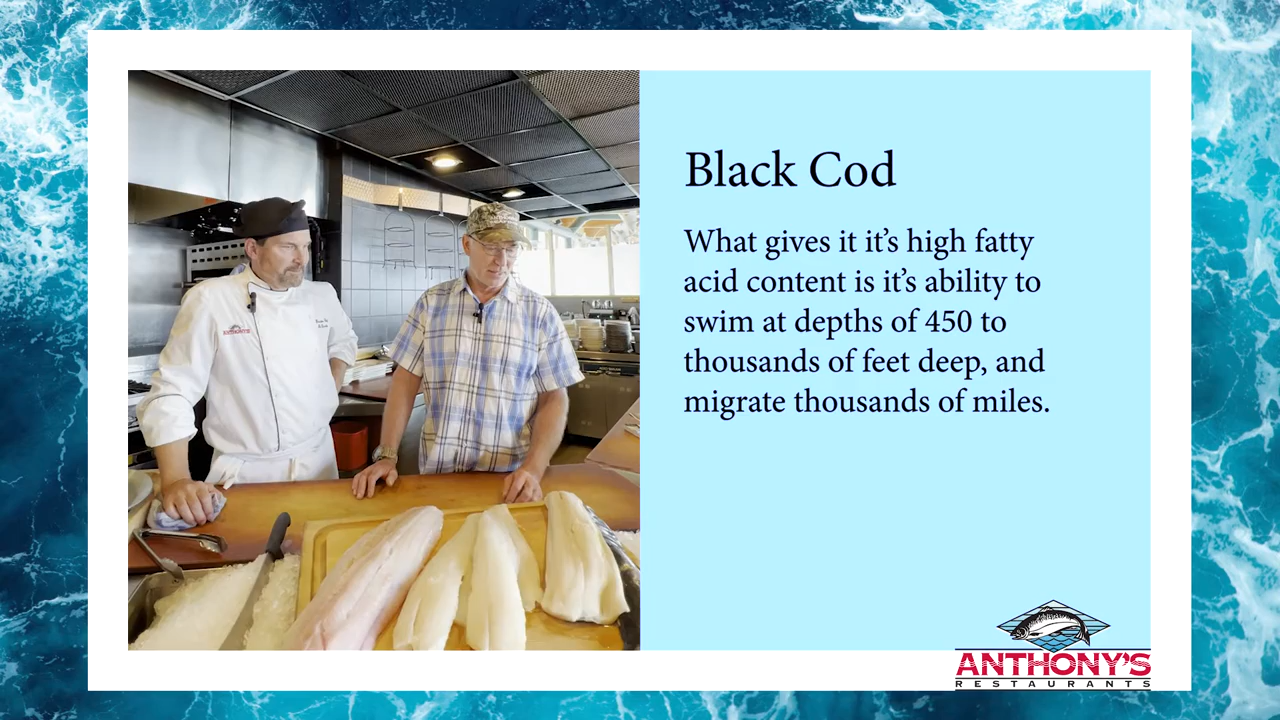 Black Cod
What gives it it’s high fatty
acid content is it’s ability to
swim at depths of 450 to
thousands of feet deep, and
migrate thousands of miles.
ANTHONY'S
RESTAURANTS